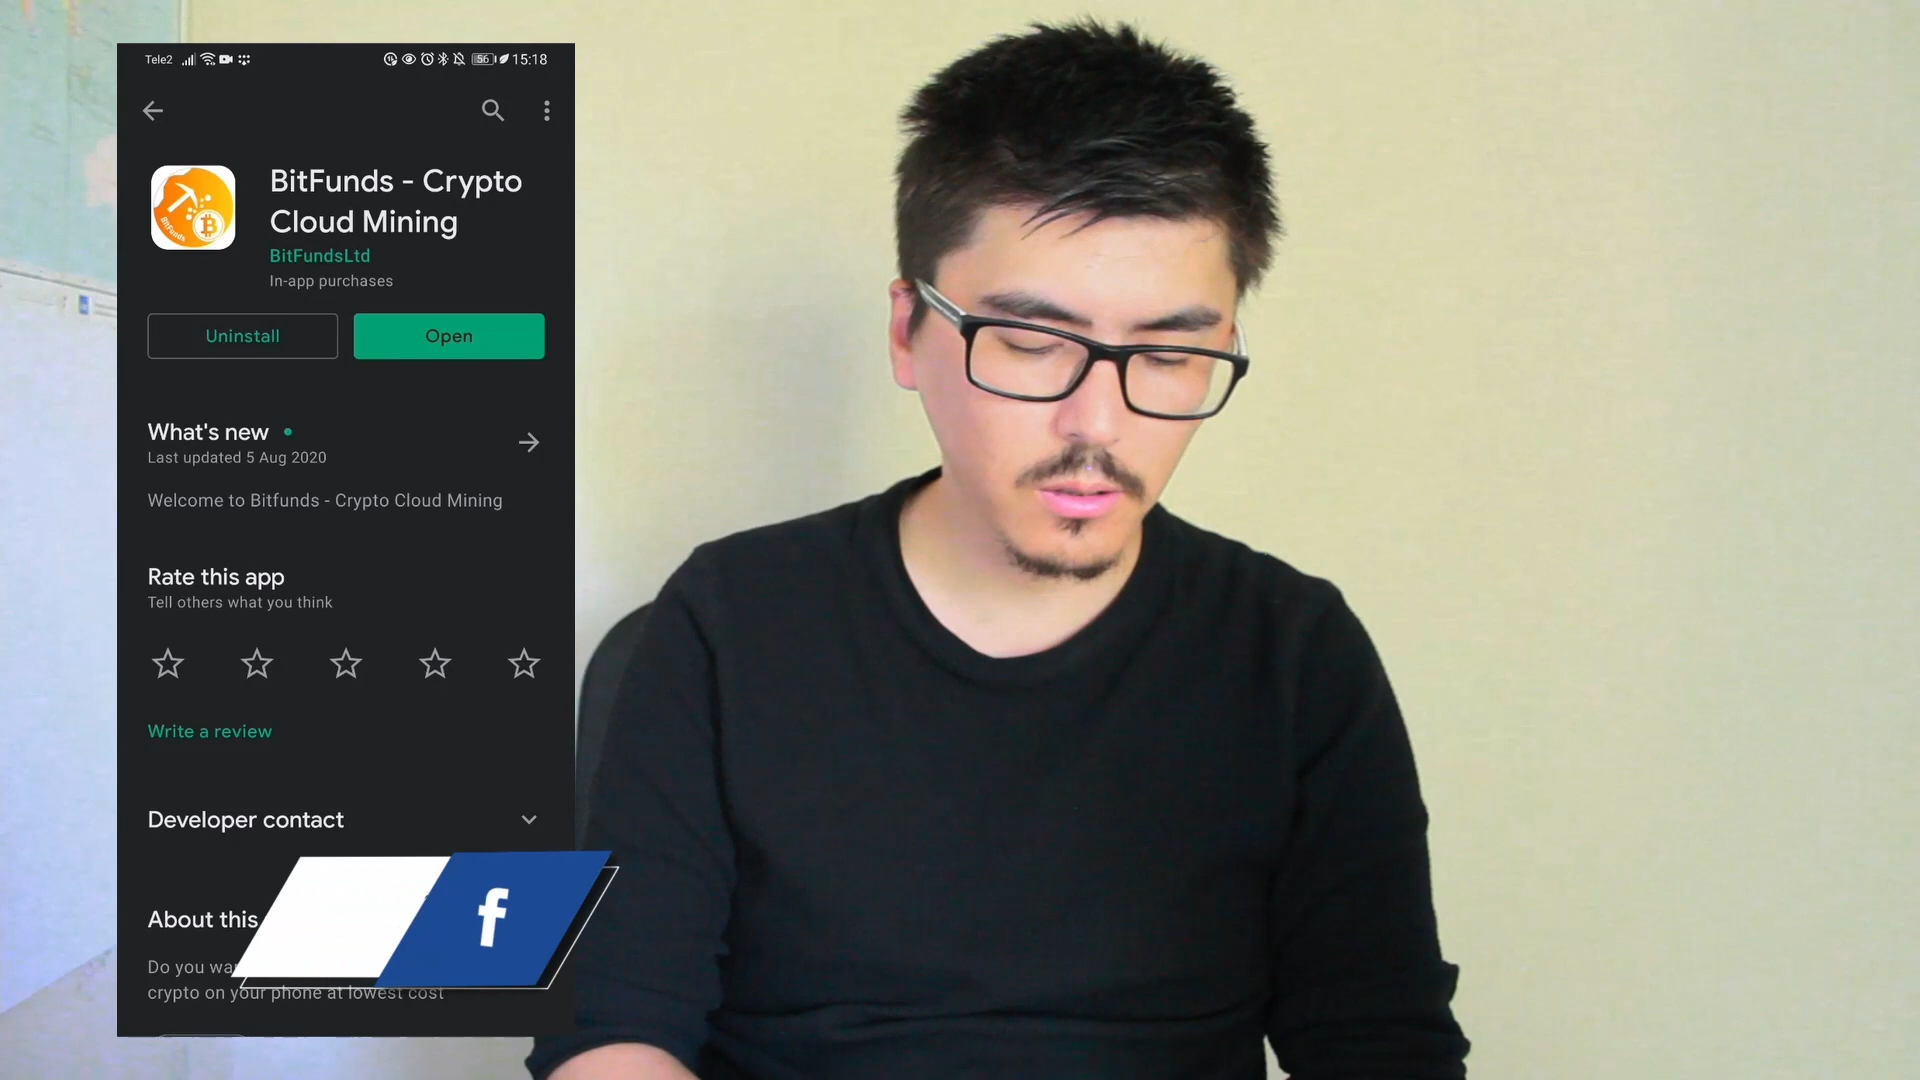 Tele2
56
15:18
BitFunds - Crypto
Cloud Mining
BitFundsLtd
In-app purchases
Uninstall
Open
What's new
Last updated 5 Aug 2020
Welcome to Bitfunds - Crypto Cloud Mining
Rate this app
Tell others what you think
Write a review
Developer contact
About this
Do you
crypto on your phone at lowest cost
f